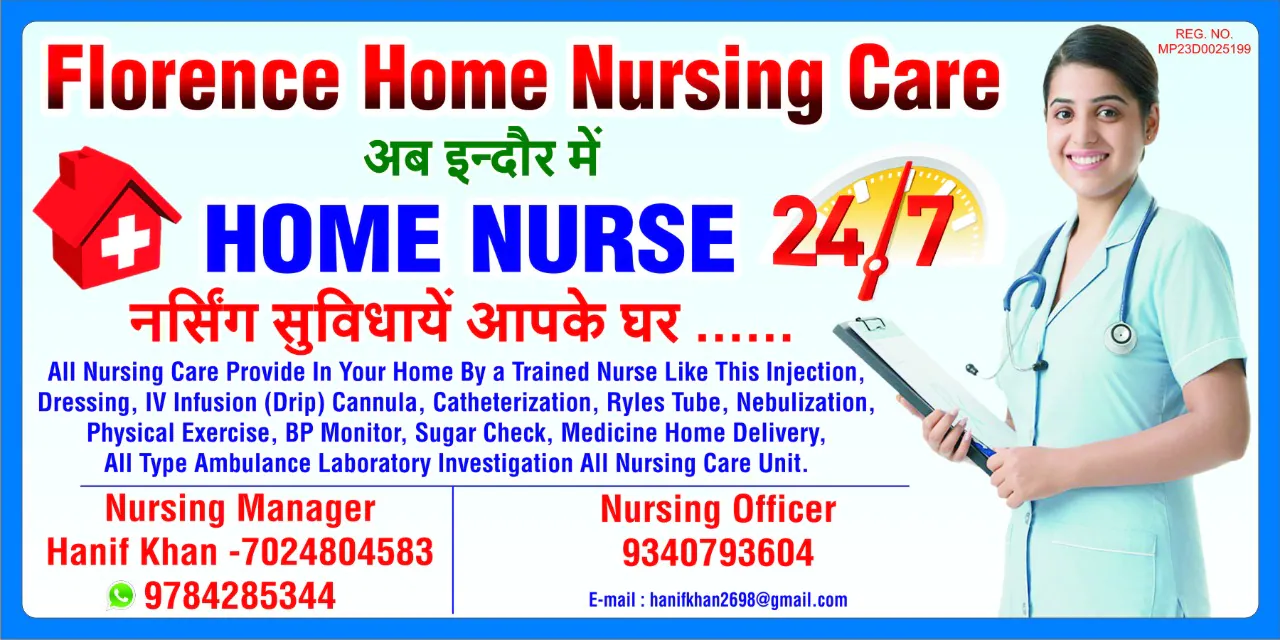 REG. NO.
MP23D0025199
Florence Home Nursing Care
अब इन्दौर में
HOME NURSE
24/7
नर्सिंग सुविधायें आपके घर ......
All Nursing Care Provide In Your Home By a Trained Nurse Like This Injection,
Dressing, IV Infusion (Drip) Cannula, Catheterization, Ryles Tube, Nebulization,
Physical Exercise, BP Monitor, Sugar Check, Medicine Home Delivery,
All Type Ambulance Laboratory Investigation All Nursing Care Unit.
Nursing Manager
Hanif Khan -7024804583
9784285344
Nursing Officer
9340793604
E-mail : hanifkhan2698@gmail.com